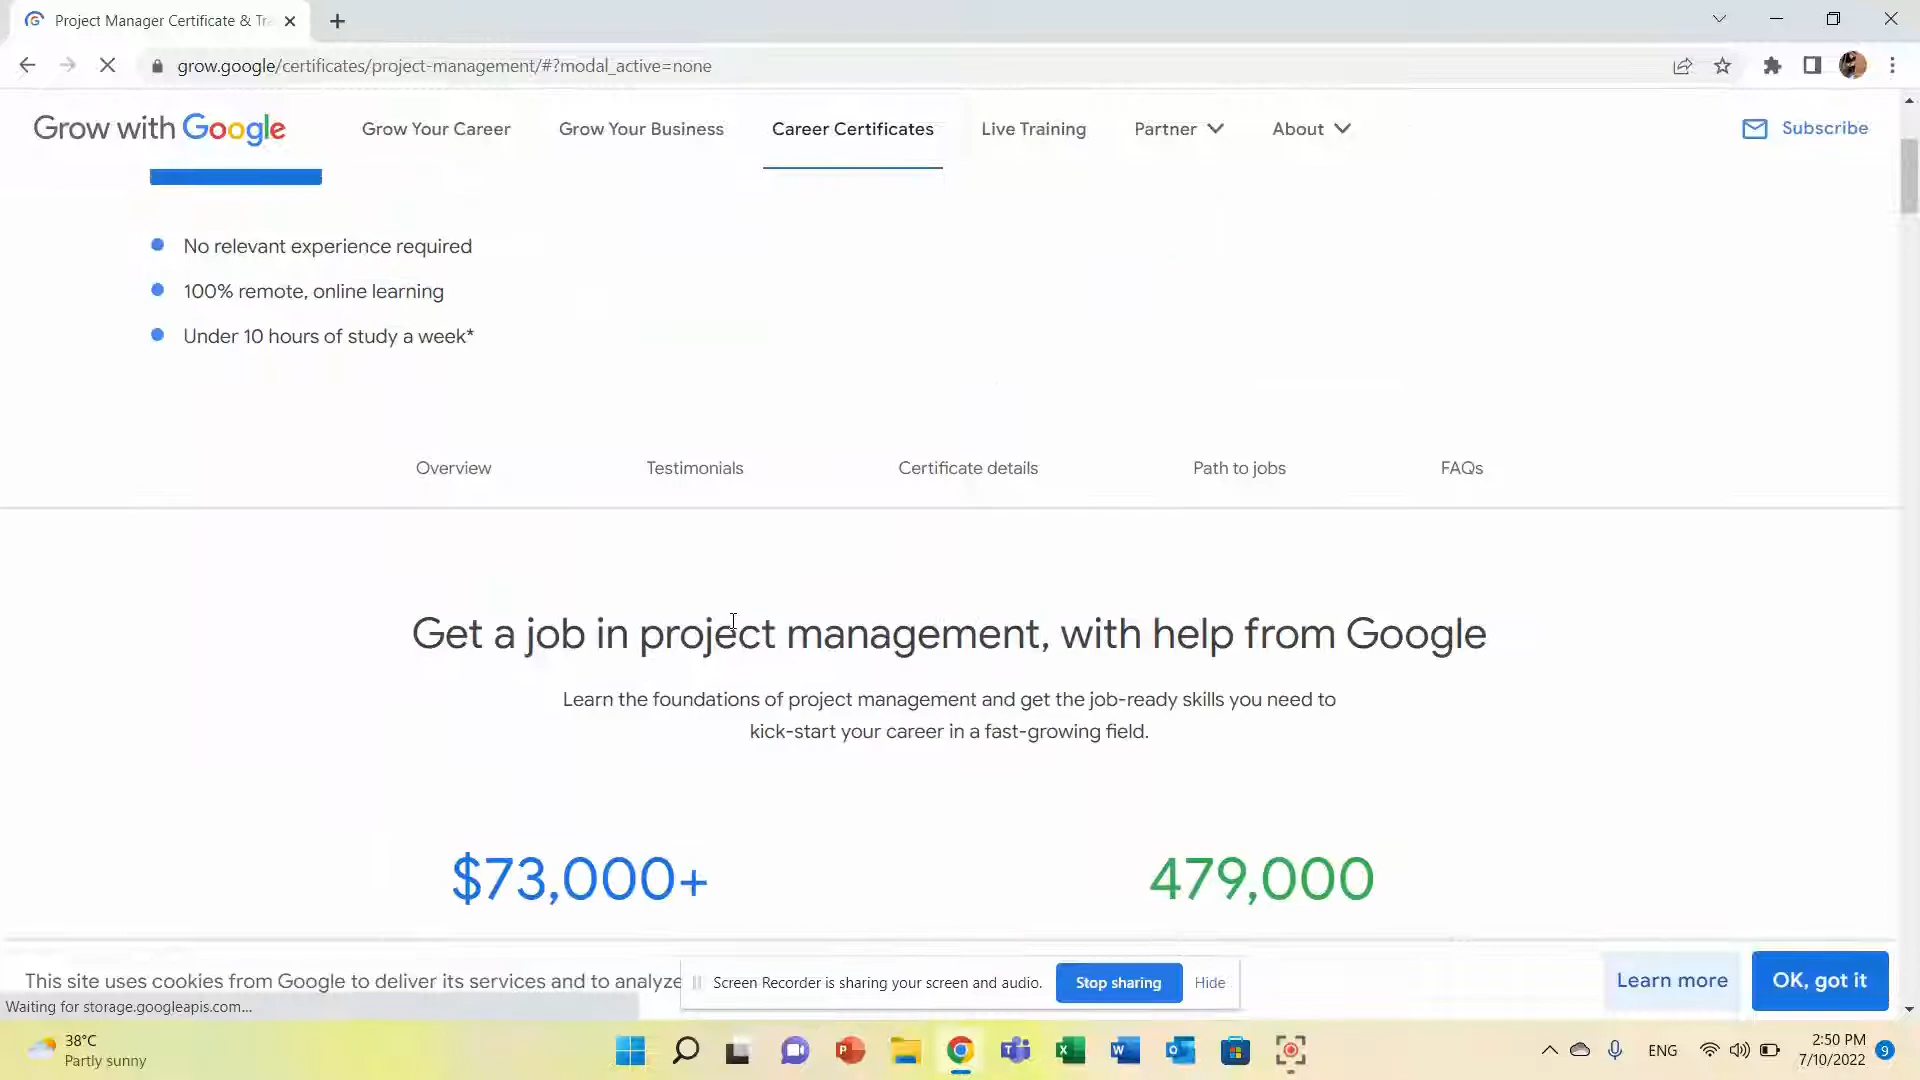 Project Manager Certificate & Tra
grow.google/certificates/project-management/#?modal_active=none
Grow with Google
Grow Your Career
Grow Your Business
Career Certificates
Live Training
Partner
About
Subscribe
No relevant experience required
100% remote, online learning
Under 10 hours of study a week*
Overview
Testimonials
Certificate details
Path to jobs
FAQs
Get a job in project management, with help from Google
Learn the foundations of project management and get the job-ready skills you need to
kick-start your career in a fast-growing field.
$73,000+
479,000
This site uses cookies from Google to deliver its services and to analyze
Screen Recorder is sharing your screen and audio.
Stop sharing
Hide
Learn more
OK, got it
Waiting for storage.googleapis.com...
38°C
Partly sunny
ENG
2:50 PM
7/10/2022
9